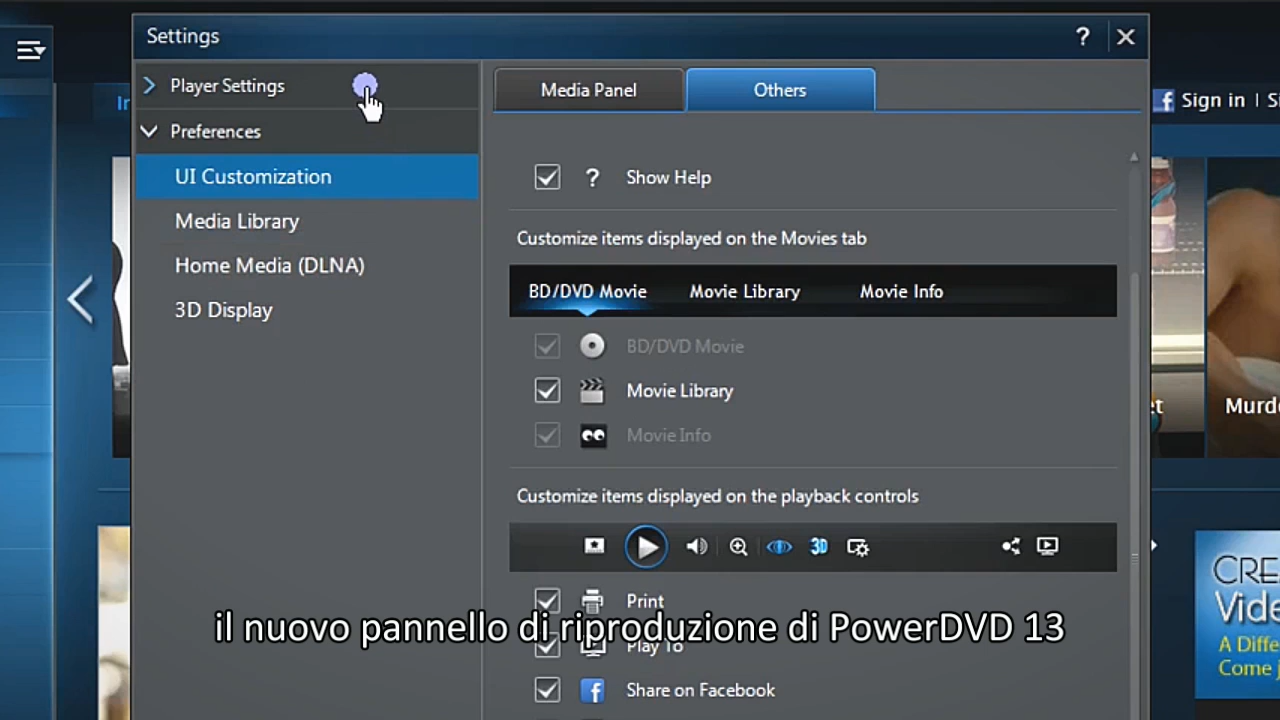 Settings
?
Player Settings
Preferences
UI Customization
Media Library
Home Media (DLNA)
3D Display
Media Panel
Others
? Show Help
Customize items displayed on the Movies tab
BD/DVD Movie Movie Library Movie Info
BD/DVD Movie
Movie Library
Movie Info
Customize items displayed on the playback controls
3D
Print
Play To
f Share on Facebook
il nuovo pannello di riproduzione di PowerDVD 13
f Sign in |
Murd
CRE
Vide
A Diffe
Come